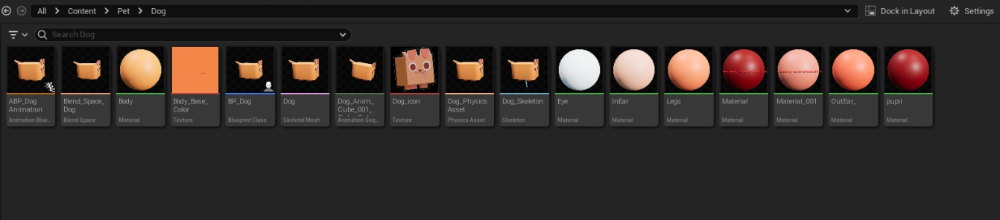 All > Content > Pet > Dog
Dock in Layout
Settings
Search Dog
ABP_Dog
Animation
Animation Blue...
Blend_Space_
Dog
Blend Space
Body
Material
Body_Base_
Color
Texture
BP_Dog
Blueprint Class
Dog
Skeletal Mesh
Dog_Anim_
Cube_001_
Animation Seq...
Dog_icon
Texture
Dog_Physics
Asset
Physics Asset
Dog_Skeleton
Skeleton
Eye
Material
InEar
Material
Legs
Material
Material
Material
Material_001
Material
OutEar_
Material
pupil
Material